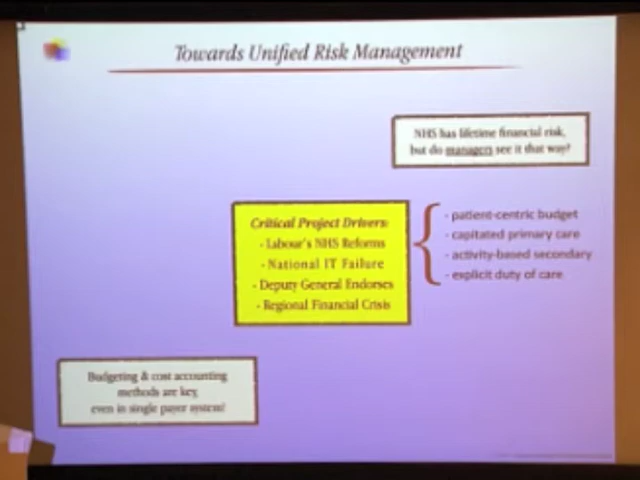 Towards Unified Risk Management
NHS has lifetime financial risk,
but do managers see it that way?
Critical Project Drivers:
- Labour's NHS Reforms
- National IT Failure
- Deputy General Endorses
- Regional Financial Crisis
- patient-centric budget
- capitated primary care
- activity-based secondary
- explicit duty of care
Budgeting & cost accounting
methods are key,
even in single payer system!